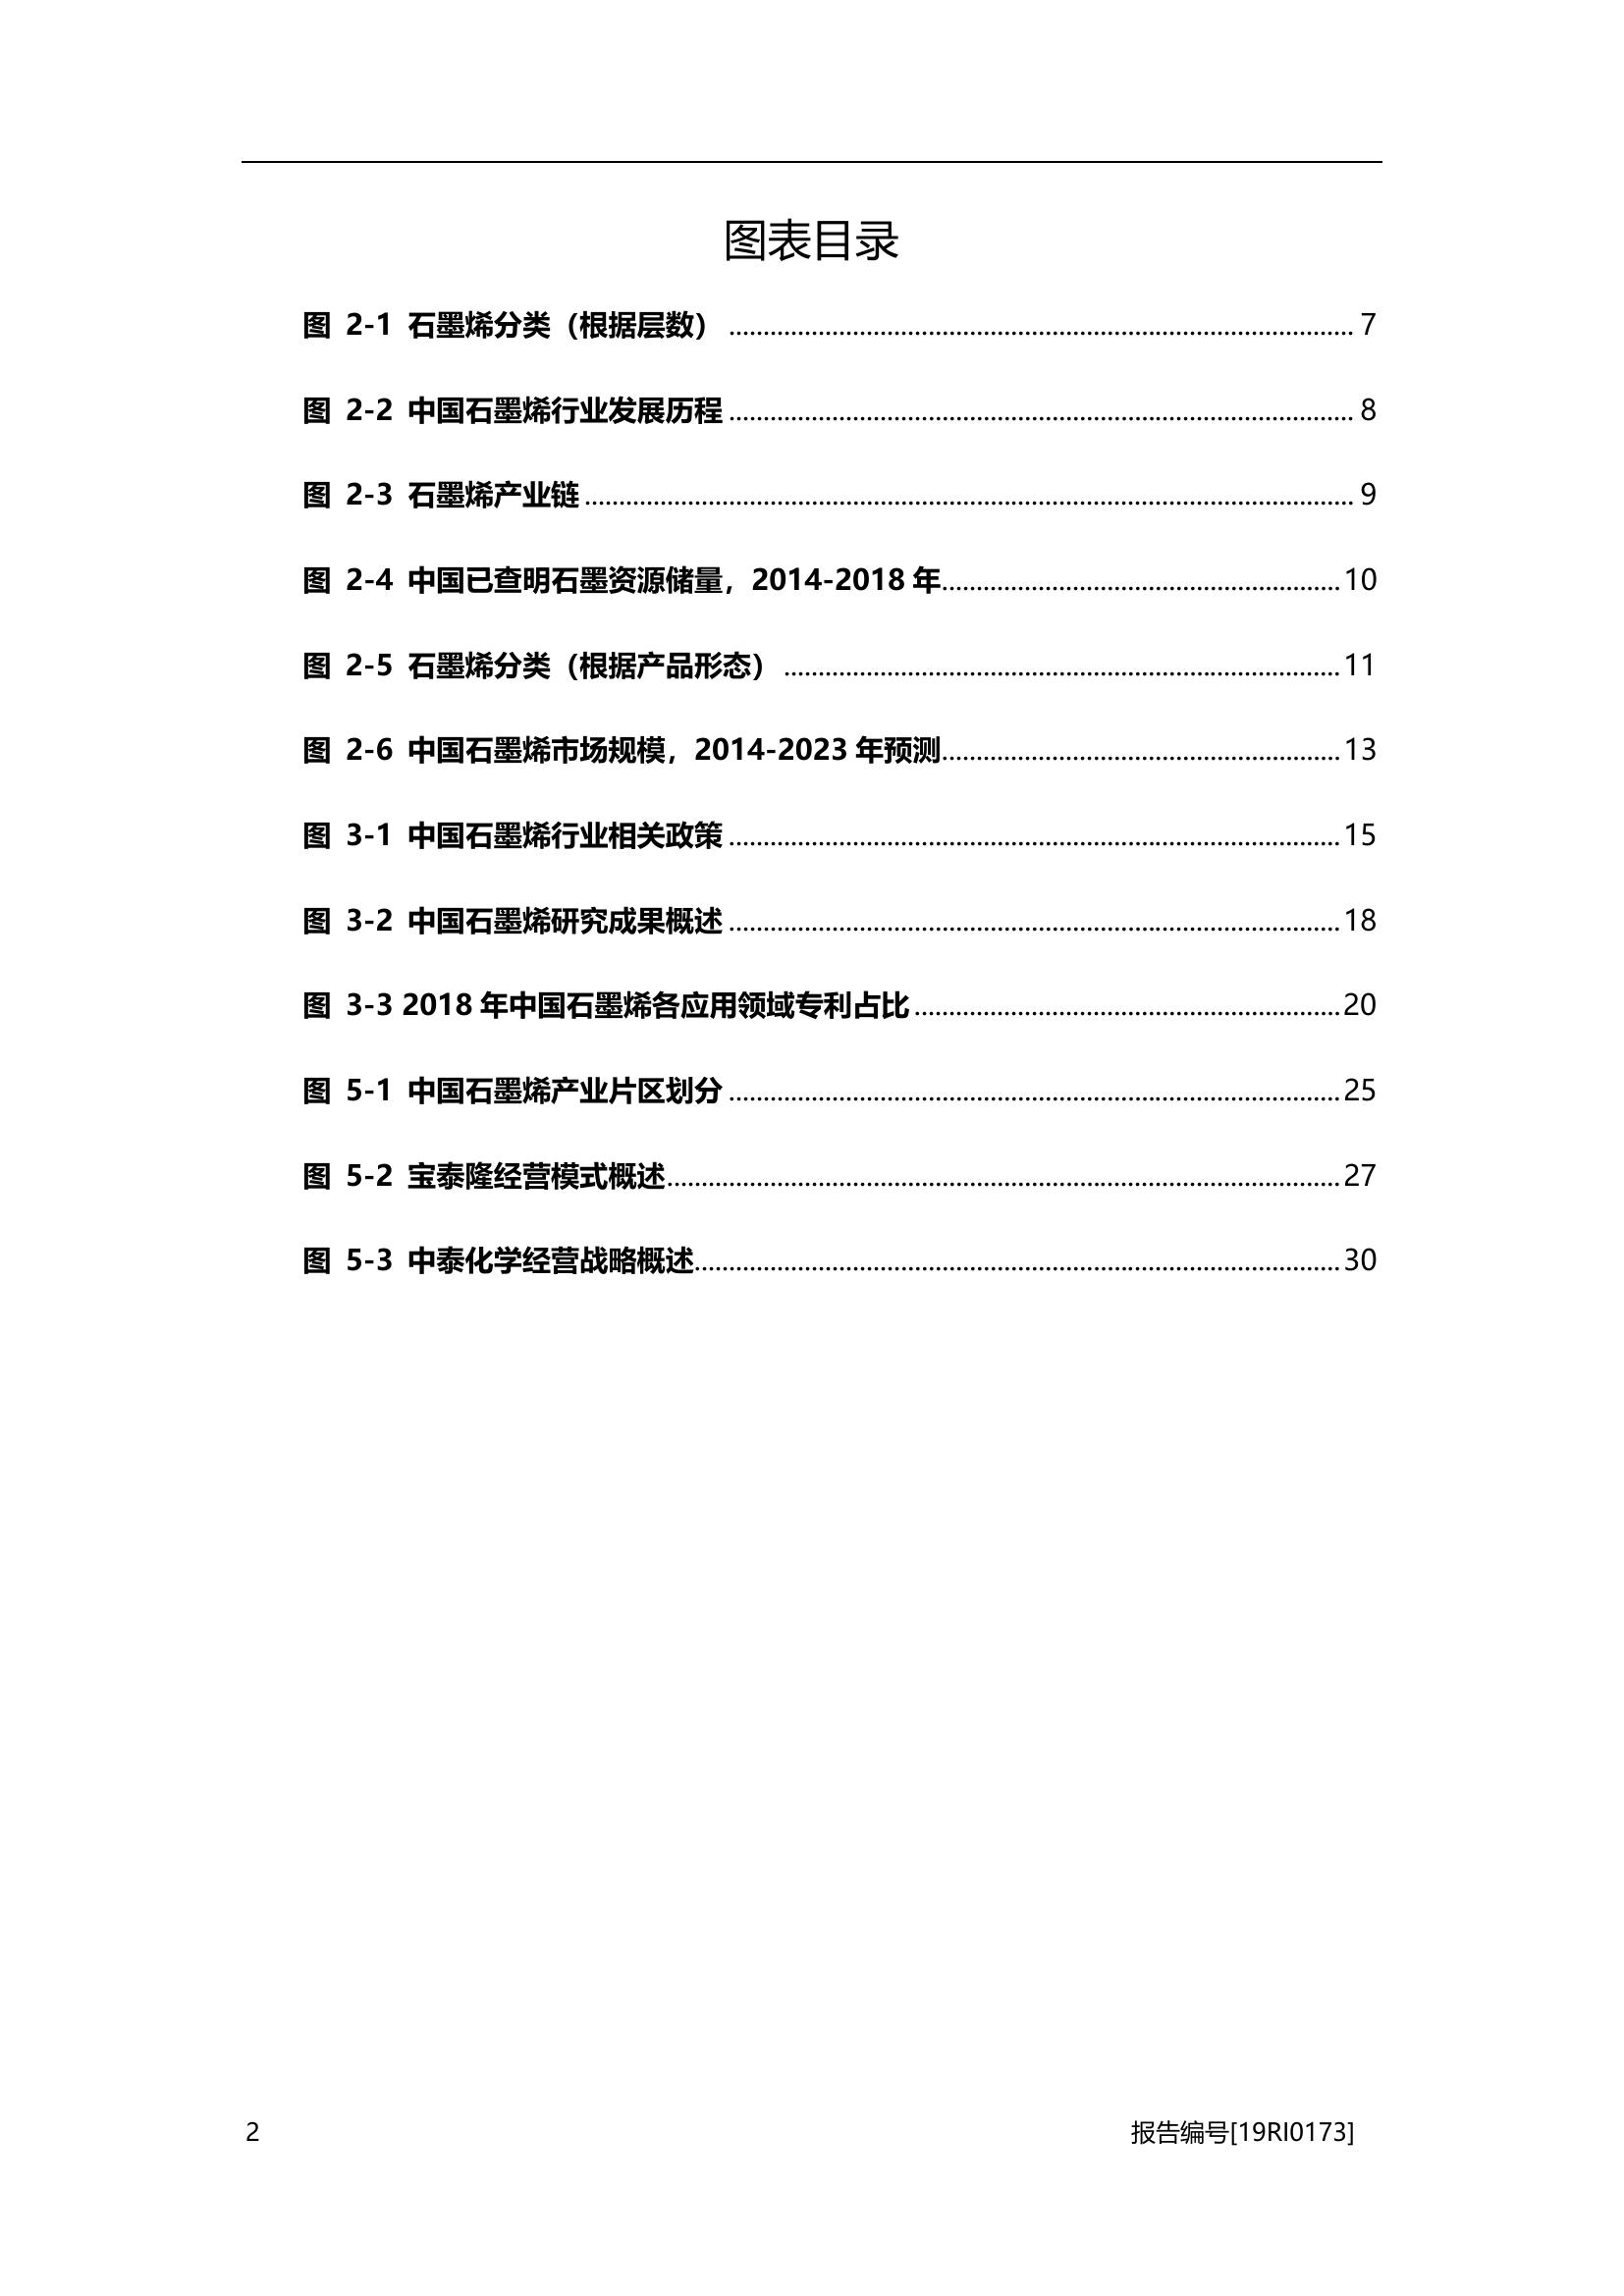 图表目录
图 2-1 石墨烯分类（根据层数） ........................................ 7
图 2-2 中国石墨烯行业发展历程 ........................................ 8
图 2-3 石墨烯产业链 ........................................ 9
图 2-4 中国已查明石墨资源储量，2014-2018 年 ........................................ 10
图 2-5 石墨烯分类（根据产品形态） ........................................ 11
图 2-6 中国石墨烯市场规模，2014-2023 年预测 ........................................ 13
图 3-1 中国石墨烯行业相关政策 ........................................ 15
图 3-2 中国石墨烯研究成果概述 ........................................ 18
图 3-3 2018 年中国石墨烯各应用领域专利占比 ........................................ 20
图 5-1 中国石墨烯产业片区划分 ........................................ 25
图 5-2 宝泰隆经营模式概述 ........................................ 27
图 5-3 中泰化学经营战略概述 ........................................ 30
2 报告编号[19RI0173]